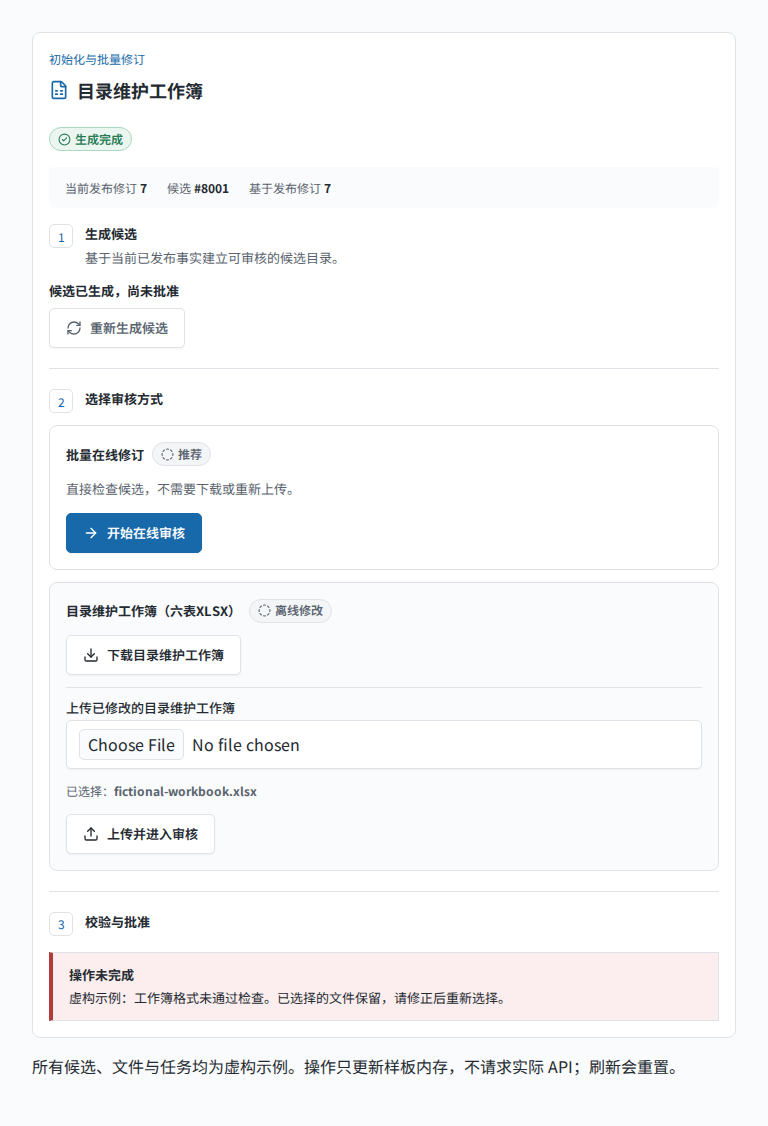 初始化与批量修订
目录维护工作簿
生成完成
当前发布修订 7 候选 #8001 基于发布修订 7
1 生成候选
基于当前已发布事实建立可审核的候选目录。
候选已生成，尚未批准
重新生成候选
2 选择审核方式
批量在线修订 推荐
直接检查候选，不需要下载或重新上传。
开始在线审核
目录维护工作簿（六表XLSX） 离线修改
下载目录维护工作簿
上传已修改的目录维护工作簿
Choose File No file chosen
已选择：fictional-workbook.xlsx
上传并进入审核
3 校验与批准
操作未完成
虚构示例：工作簿格式未通过检查。已选择的文件保留，请修正后重新选择。
所有候选、文件与任务均为虚构示例。操作只更新样板内存，不请求实际 API；刷新会重置。